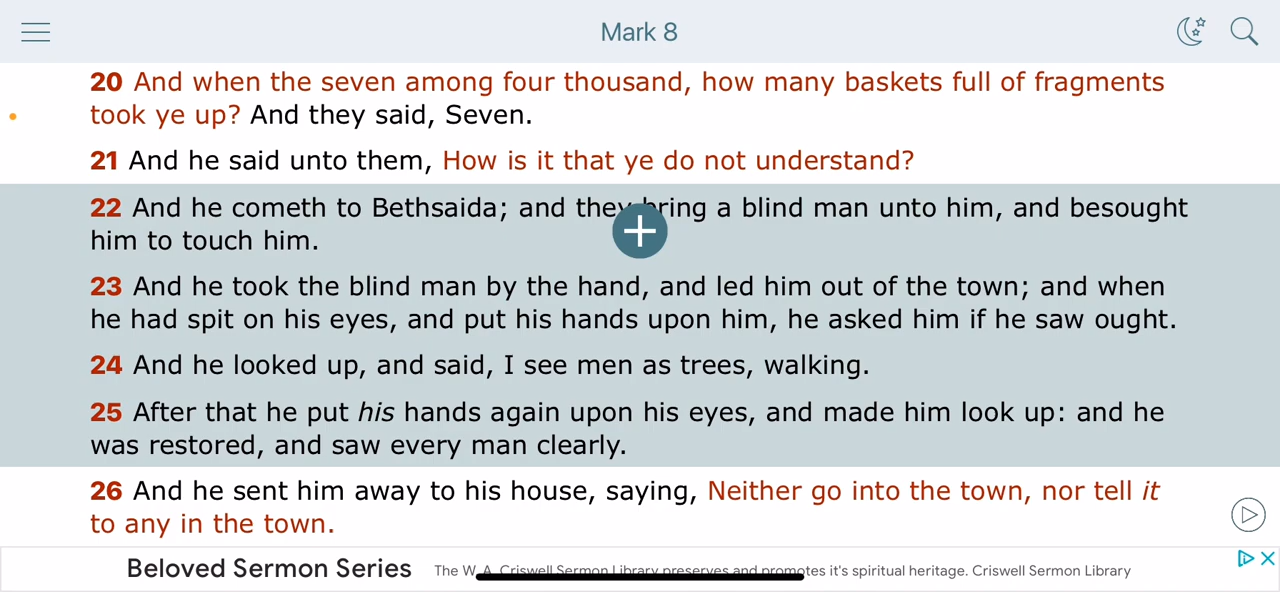 Mark 8
20 And when the seven among four thousand, how many baskets full of fragments
took ye up? And they said, Seven.
21 And he said unto them, How is it that ye do not understand?
22 And he cometh to Bethsaida; and they bring a blind man unto him, and besought
him to touch him.
23 And he took the blind man by the hand, and led him out of the town; and when
he had spit on his eyes, and put his hands upon him, he asked him if he saw ought.
24 And he looked up, and said, I see men as trees, walking.
25 After that he put his hands again upon his eyes, and made him look up: and he
was restored, and saw every man clearly.
26 And he sent him away to his house, saying, Neither go into the town, nor tell it
to any in the town.
Beloved Sermon Series The W. A. Criswell Sermon Library preserves and promotes it's spiritual heritage. Criswell Sermon Library